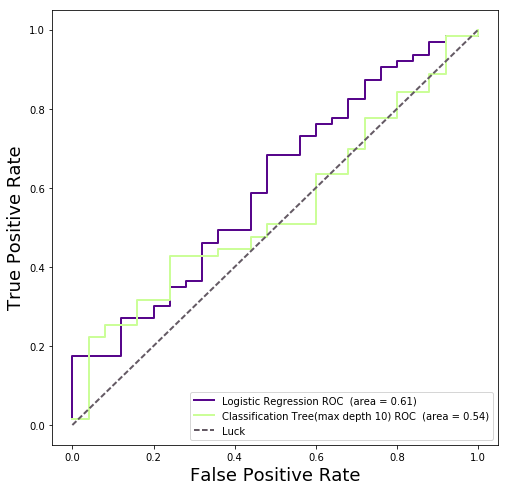 1.0
0.8
0.6
0.4
0.2
0.0
True Positive Rate
Logistic Regression ROC  (area = 0.61)
Classification Tree(max depth 10) ROC  (area = 0.54)
Luck
0.0 0.2 0.4 0.6 0.8 1.0
False Positive Rate